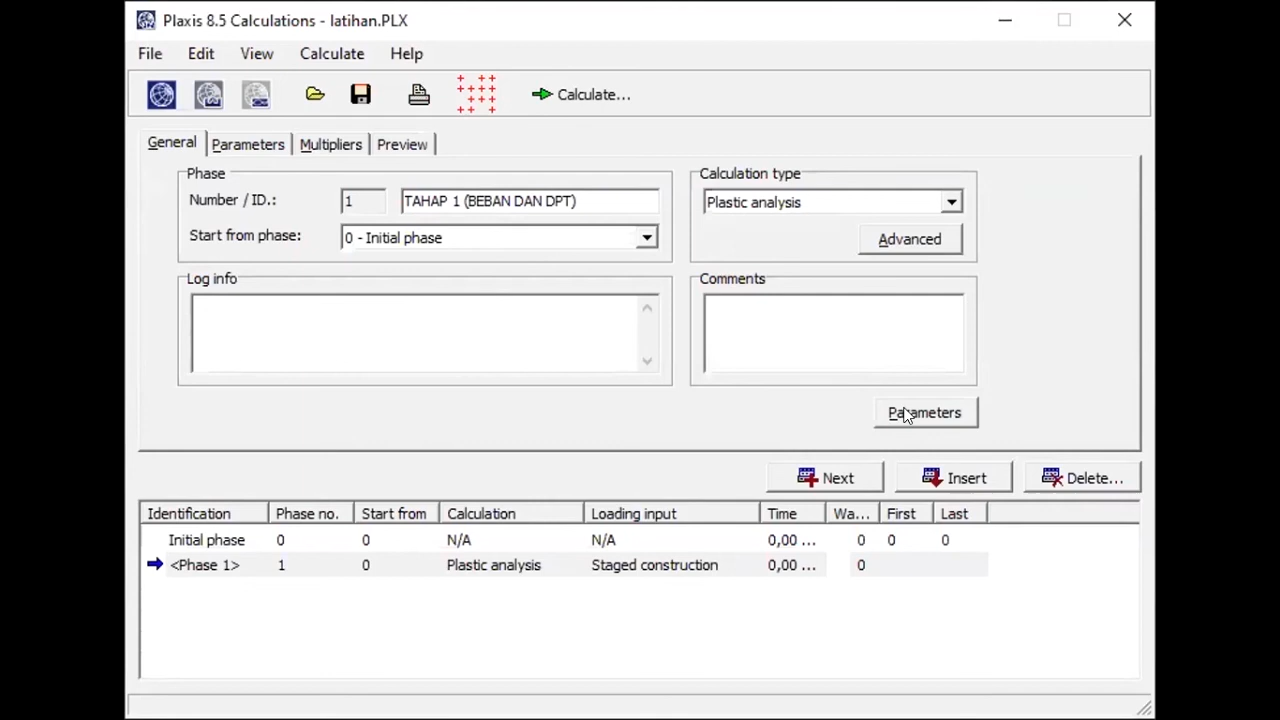 Plaxis 8.5 Calculations - latihan.PLX
File Edit View Calculate Help
Calculate...
General Parameters Multipliers Preview
Phase
Number / ID.: 1 TAHAP 1 (BEBAN DAN DPT)
Start from phase: 0 - Initial phase
Calculation type
Plastic analysis
Advanced
Log info
Comments
Parameters
Next Insert Delete...
Identification Phase no. Start from Calculation Loading input Time Wa... First Last
Initial phase 0 0 N/A N/A 0,00 ... 0 0 0
<Phase 1> 1 0 Plastic analysis Staged construction 0,00 ... 0